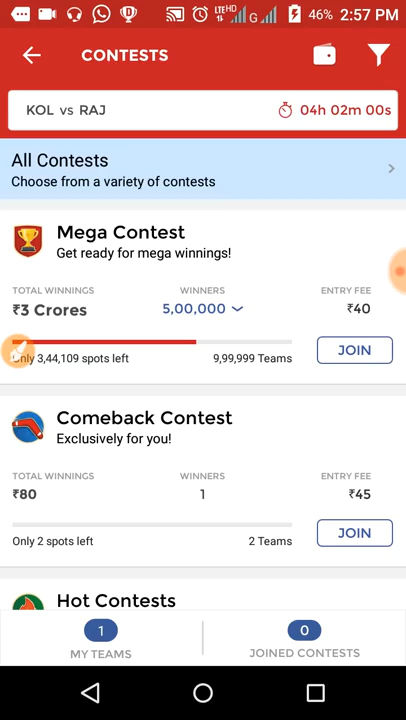 LTE HD G 46% 2:57 PM
CONTESTS
KOL vs RAJ 04h 02m 00s
All Contests
Choose from a variety of contests
Mega Contest
Get ready for mega winnings!
TOTAL WINNINGS WINNERS ENTRY FEE
₹3 Crores 5,00,000 ₹40
Only 3,44,109 spots left 9,99,999 Teams JOIN
Comeback Contest
Exclusively for you!
TOTAL WINNINGS WINNERS ENTRY FEE
₹80 1 ₹45
Only 2 spots left 2 Teams JOIN
Hot Contests
1 0
MY TEAMS JOINED CONTESTS